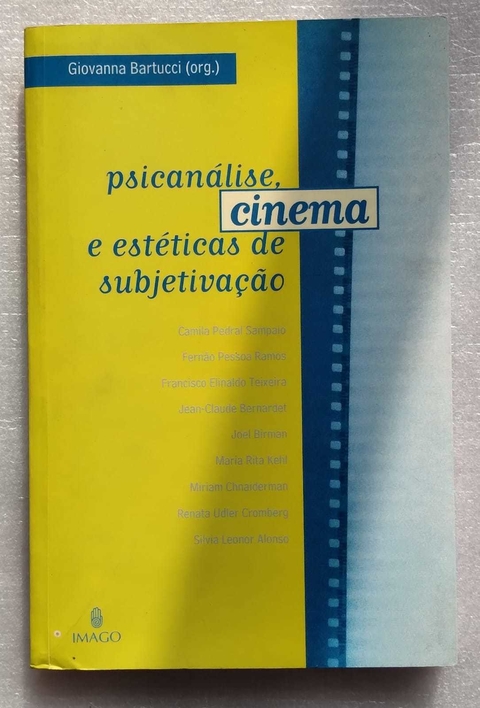 Giovanna Bartucci (org.)
psicanálise,
cinema
e estéticas de
subjetivação
Camila Pedral Sampaio
Fernão Pessoa Ramos
Francisco Elinaldo Teixeira
Jean-Claude Bernardet
Joel Birman
Maria Rita Kehl
Miriam Chnaiderman
Renata Udler Cromberg
Silvia Leonor Alonso
IMAGO